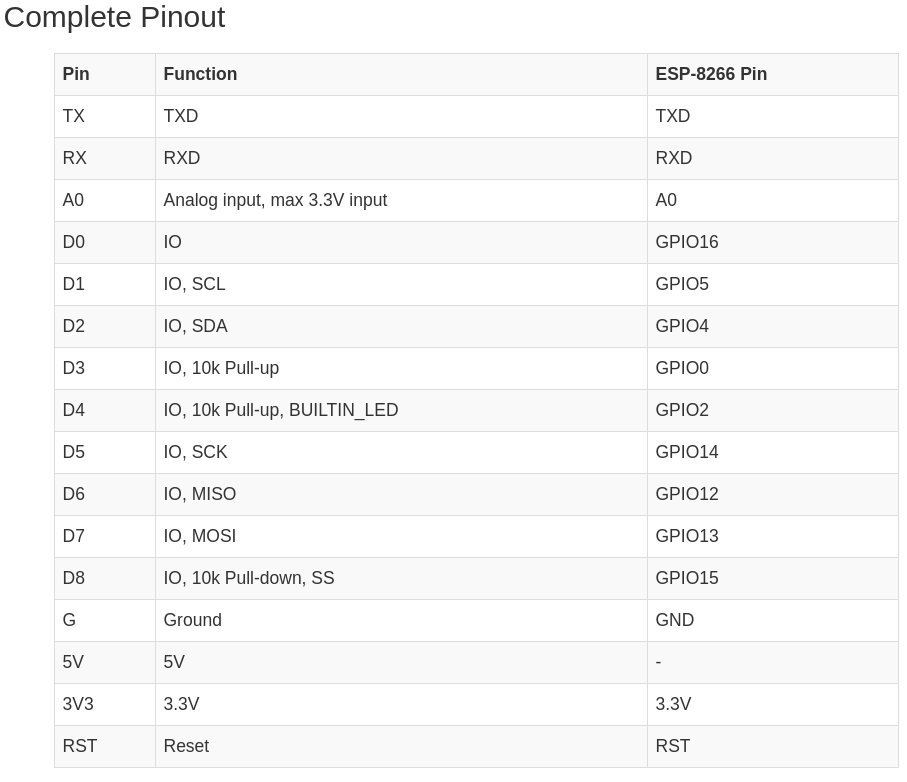 Complete Pinout
Pin Function ESP-8266 Pin
TX TXD TXD
RX RXD RXD
A0 Analog input, max 3.3V input A0
D0 IO GPIO16
D1 IO, SCL GPIO5
D2 IO, SDA GPIO4
D3 IO, 10k Pull-up GPIO0
D4 IO, 10k Pull-up, BUILTIN_LED GPIO2
D5 IO, SCK GPIO14
D6 IO, MISO GPIO12
D7 IO, MOSI GPIO13
D8 IO, 10k Pull-down, SS GPIO15
G Ground GND
5V 5V -
3V3 3.3V 3.3V
RST Reset RST